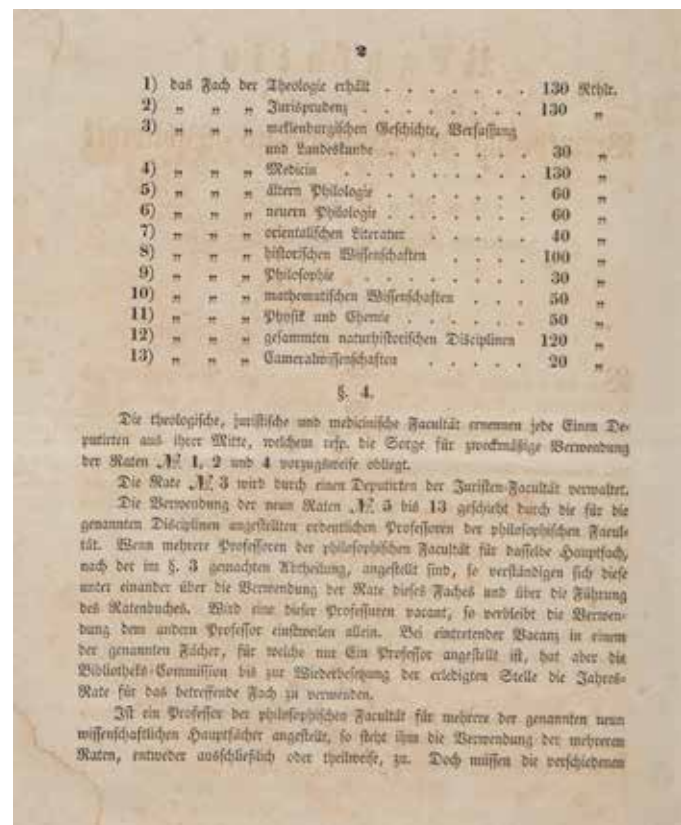 2
1) das Fach der Theologie erhält . . . . . . . 130 Rthlr.
2) „ „ „ Jurisprudenz . . . . . . . . 130 „
3) „ „ „ meklenburgischen Geschichte, Verfassung
und Landeskunde . . . . . . . 30 „
4) „ „ „ Medicin . . . . . . . . . 130 „
5) „ „ „ ältern Philologie . . . . . . . 60 „
6) „ „ „ neuern Philologie . . . . . . . 60 „
7) „ „ „ orientalischen Literatur . . . . . 40 „
8) „ „ „ historischen Wissenschaften . . . . 100 „
9) „ „ „ Philosophie . . . . . . . . 30 „
10) „ „ „ mathematischen Wissenschaften . . . 50 „
11) „ „ „ Physik und Chemie . . . . . . 50 „
12) „ „ „ gesammten naturhistorischen Disciplinen 120 „
13) „ „ „ Cameralwissenschaften . . . . . 20 „
§. 4.
Die theologische, juristische und medicinische Facultät ernennen jede Einen De-
putirten aus ihrer Mitte, welchem resp. die Sorge für zweckmäßige Verwendung
der Raten № 1, 2 und 4 vorzugsweise obliegt.
Die Rate № 3 wird durch einen Deputirten der Juristen-Facultät verwaltet.
Die Verwendung der neun Raten № 5 bis 13 geschieht durch die für die
genannten Disciplinen angestellten ordentlichen Professoren der philosophischen Facul-
tät. Wenn mehrere Professoren der philosophischen Facultät für dasselbe Hauptfach,
nach der im §. 3 gemachten Abtheilung, angestellt sind, so verständigen sich diese
unter einander über die Verwendung der Rate dieses Faches und über die Führung
des Ratenbuches. Wird eine dieser Professuren vacant, so verbleibt die Verwen-
dung dem andern Professor einstweilen allein. Bei eintretender Vacanz in einem
der genannten Fächer, für welche nur Ein Professor angestellt ist, hat aber die
Bibliotheks-Commission bis zur Wiederbesetzung der erledigten Stelle die Jahres-
Rate für das betreffende Fach zu verwenden.
Ist ein Professor der philosophischen Facultät für mehrere der genannten neun
wissenschaftlichen Hauptfächer angestellt, so steht ihm die Verwendung der mehreren
Raten, entweder ausschließlich oder theilweise, zu. Doch müssen die verschiedenen